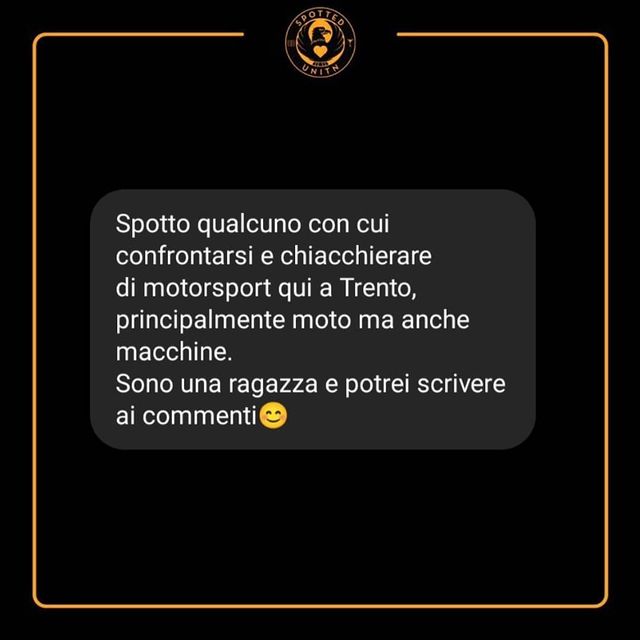 SPOTTED
UNITN
Spotto qualcuno con cui
confrontarsi e chiacchierare
di motorsport qui a Trento,
principalmente moto ma anche
macchine.
Sono una ragazza e potrei scrivere
ai commenti😊